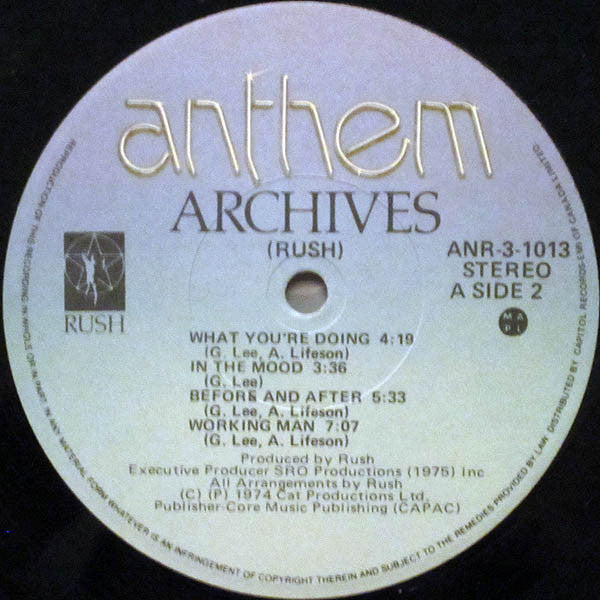 anthem
ARCHIVES
(RUSH)
ANR-3-1013
STEREO
A SIDE 2
RUSH
M A
P L
WHAT YOU'RE DOING 4:19
(G. Lee, A. Lifeson)
IN THE MOOD 3:36
(G. Lee)
BEFORE AND AFTER 5:33
(G. Lee, A. Lifeson)
WORKING MAN 7:07
(G. Lee, A. Lifeson)
Produced by Rush
Executive Producer SRO Productions (1975) Inc
All Arrangements by Rush
(C) (P) 1974 Cat Productions Ltd.
Publisher-Core Music Publishing (CAPAC)
REPRODUCTION OF THIS RECORDING IN WHOLE OR IN PART IN ANY MATERIAL FORM WHATEVER IS AN INFRINGEMENT OF COPYRIGHT THEREIN AND SUBJECT TO THE REMEDIES PROVIDED BY LAW. DISTRIBUTED BY CAPITOL RECORDS-EMI OF CANADA LIMITED